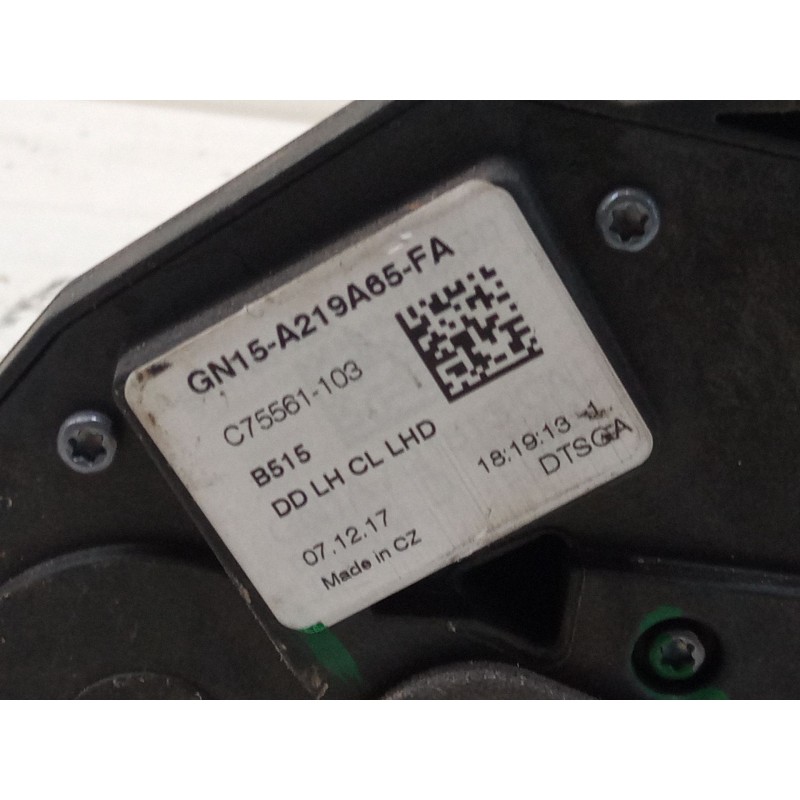 GN15-A219A65-FA
C75561-103
B515
DD LH CL LHD
18:19:13 1
DTSGA
07.12.17
Made in CZ